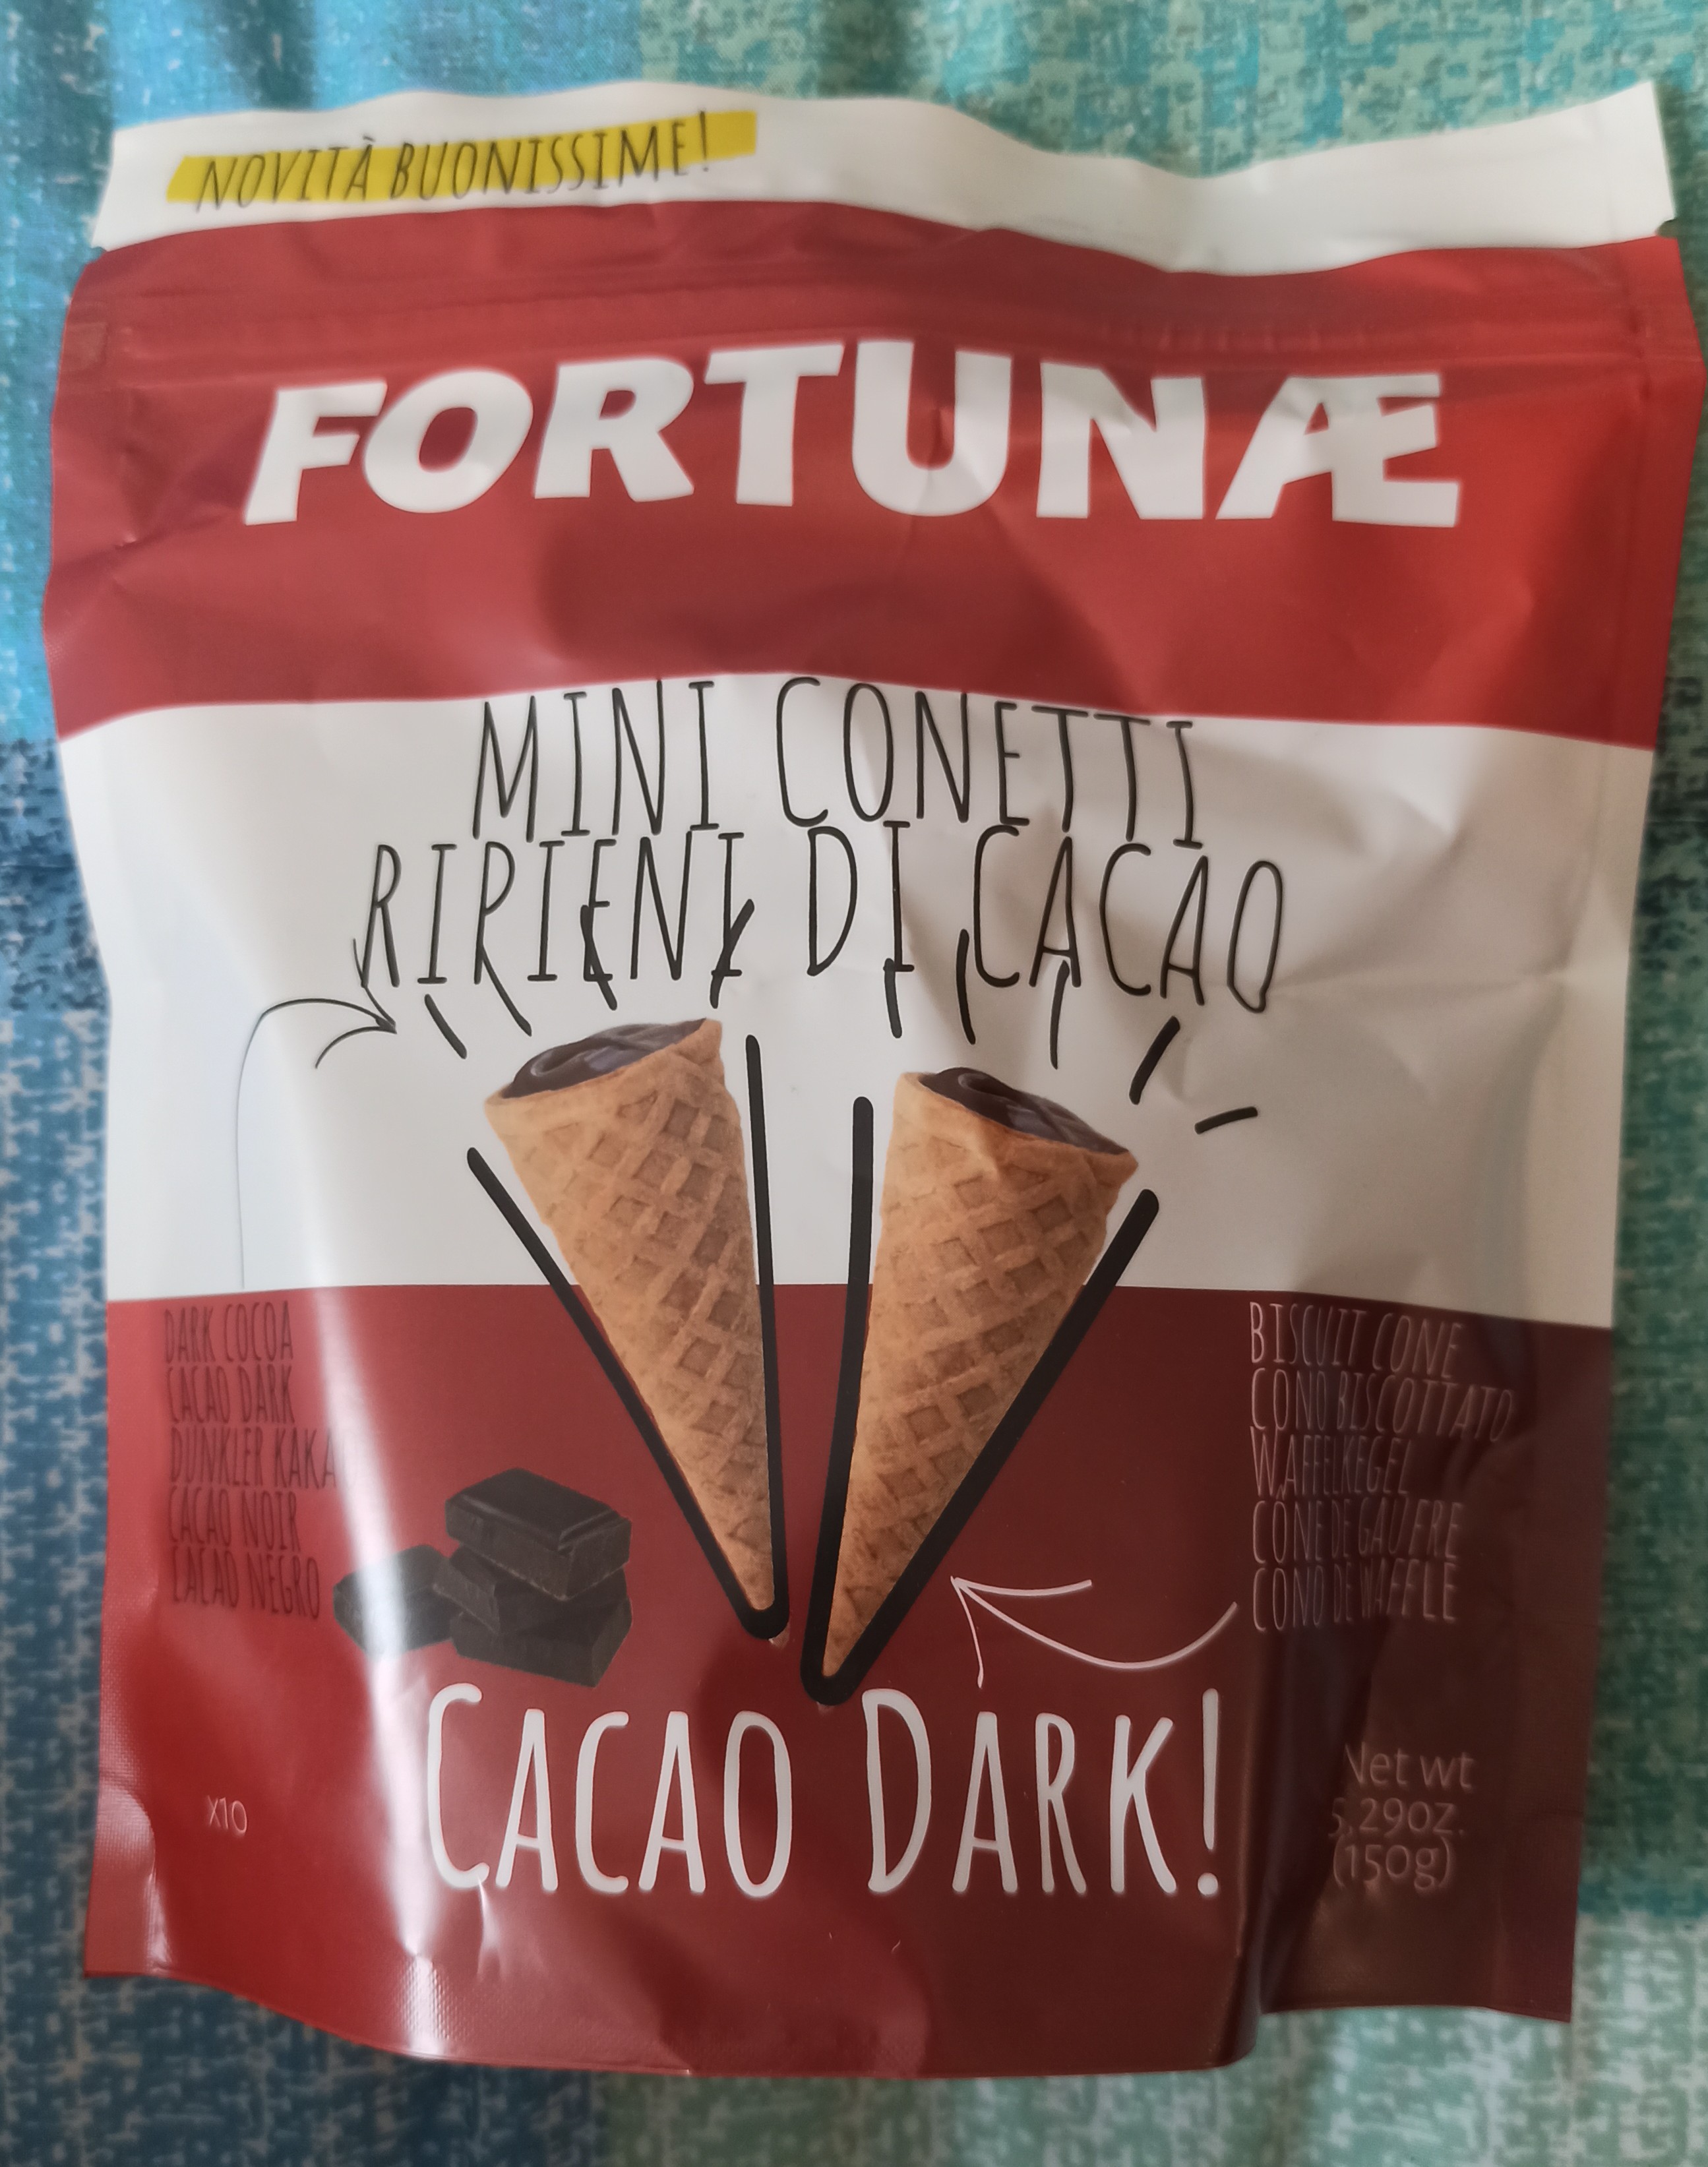 NOVITÀ BUONISSIME!
FORTUNÆ
MINI CONETTI
RIPIENI DI CACAO
DARK COCOA
CACAO DARK
DUNKLER KAKA
CACAO NOIR
CACAO NEGRO
BISCUIT CONE
CONO BISCOTTATO
WAFFELKEGEL
CÔNE DE GAUFRE
CONO DE WAFFLE
CACAO DARK!
X10
Net wt
5.29oz.
(150g)